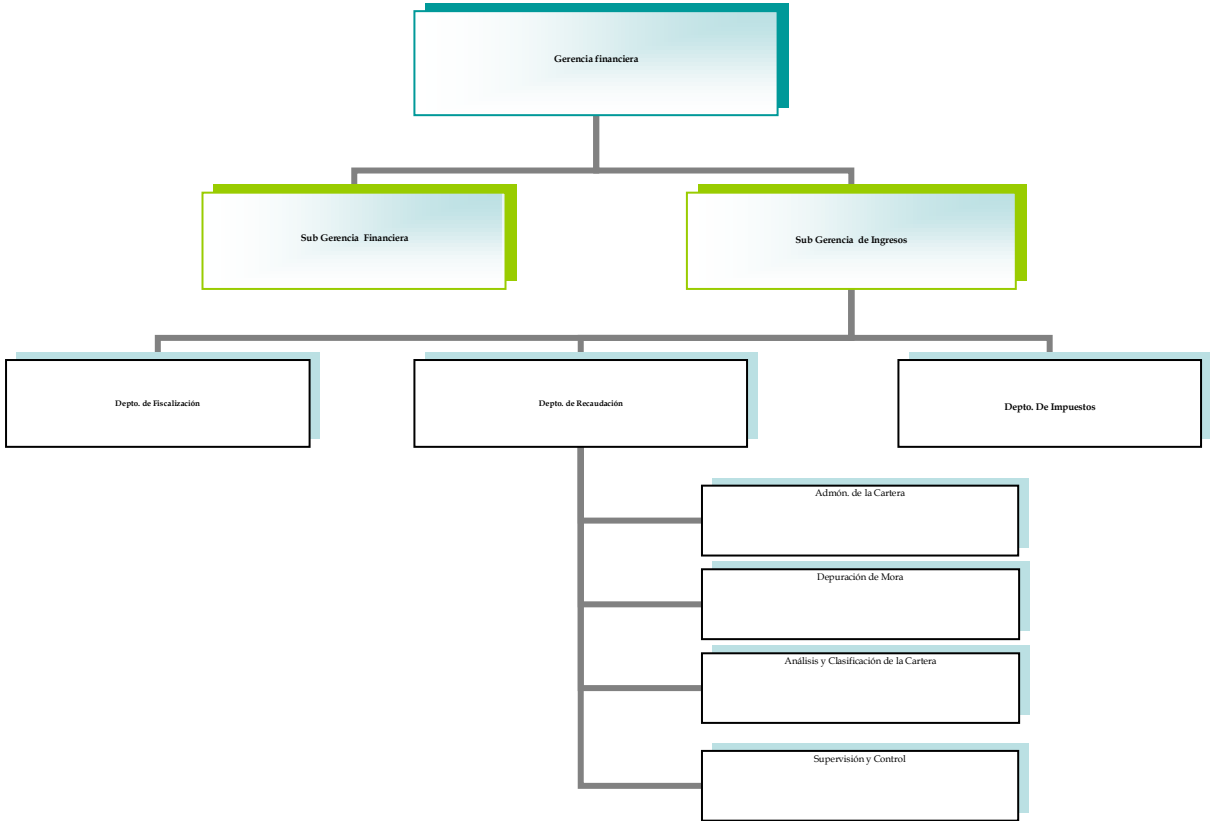 Gerencia financiera
Sub Gerencia  Financiera
Sub Gerencia  de Ingresos
Depto. de Fiscalización
Depto. de Recaudación
Depto. De Impuestos
Admón. de la Cartera
Depuración de Mora
Análisis y Clasificación de la Cartera
Supervisión y Control